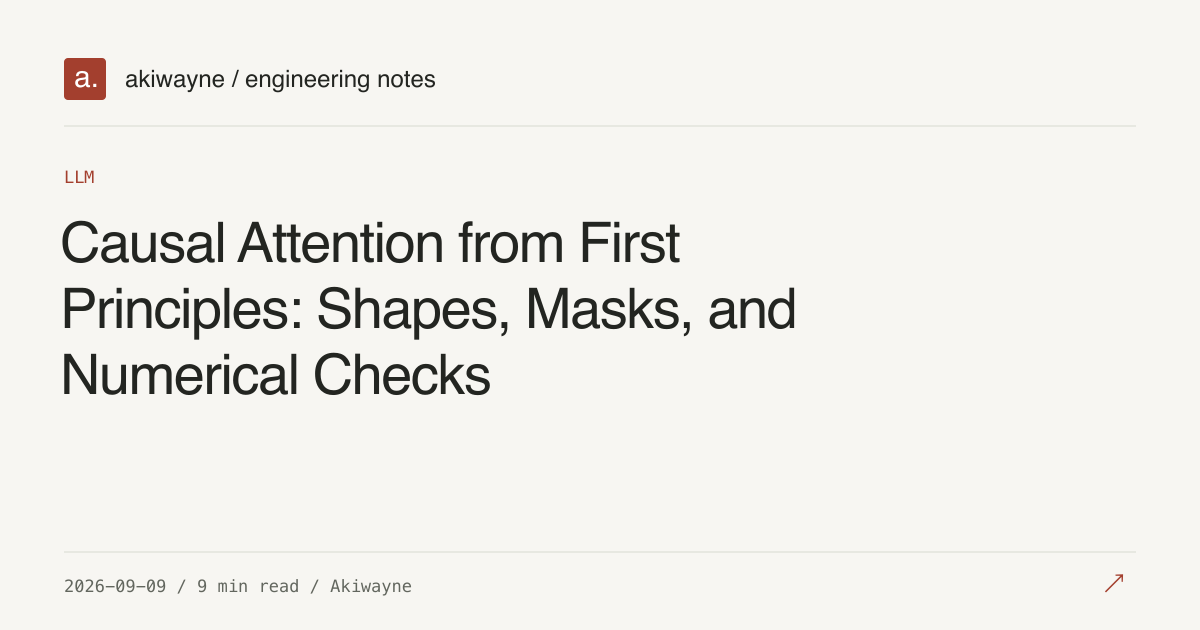 a.
akiwayne / engineering notes
LLM
Causal Attention from First
Principles: Shapes, Masks, and
Numerical Checks
2026-09-09 / 9 min read / Akiwayne